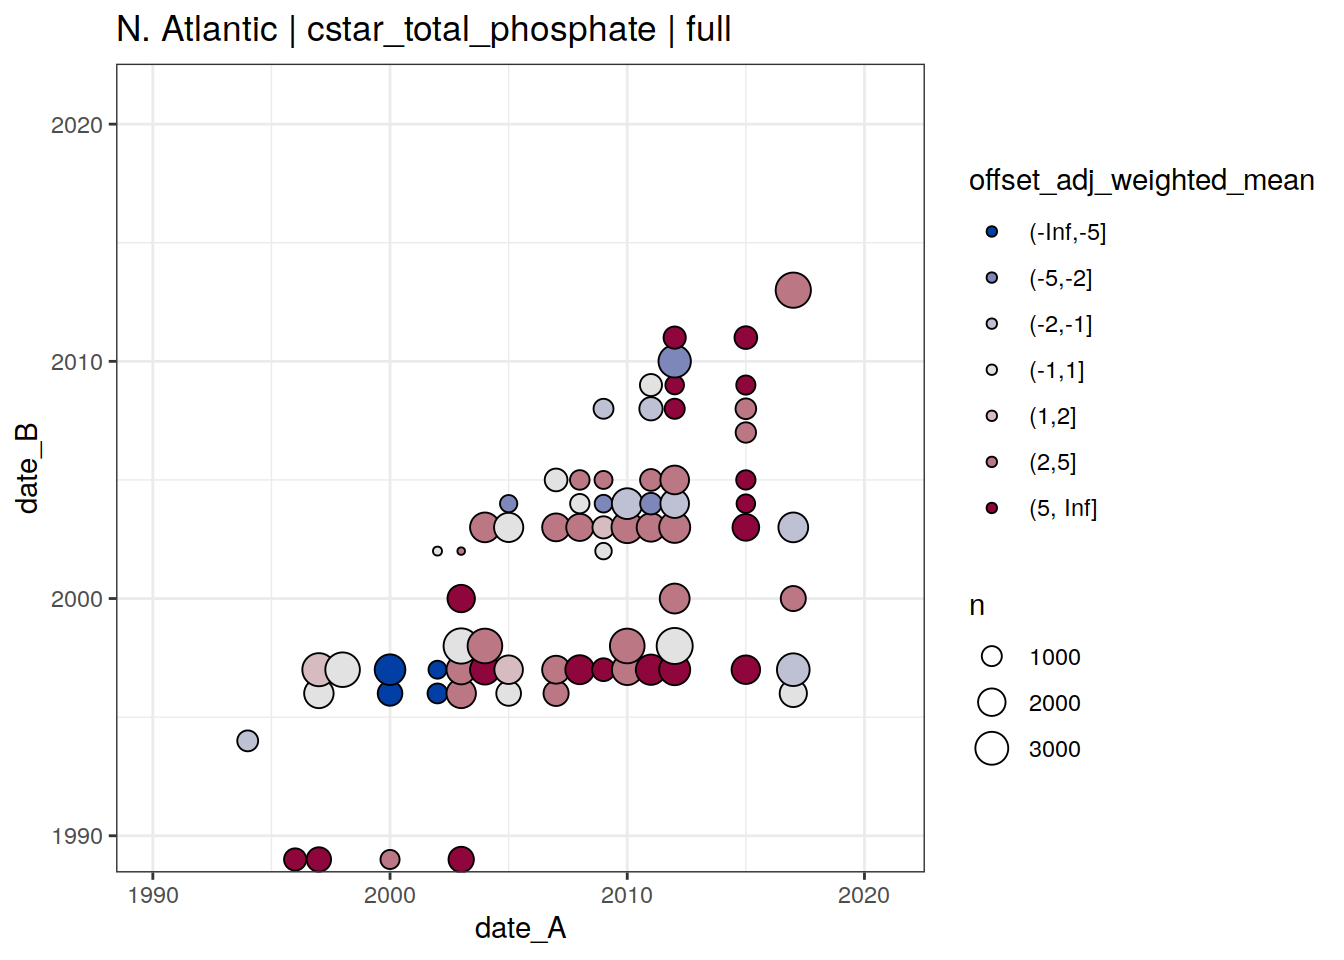 N. Atlantic | cstar_total_phosphate | full
date_B
2020
2010
2000
1990
1990 2000 2010 2020
date_A
offset_adj_weighted_mean
(-Inf,-5]
(-5,-2]
(-2,-1]
(-1,1]
(1,2]
(2,5]
(5, Inf]
n
1000
2000
3000